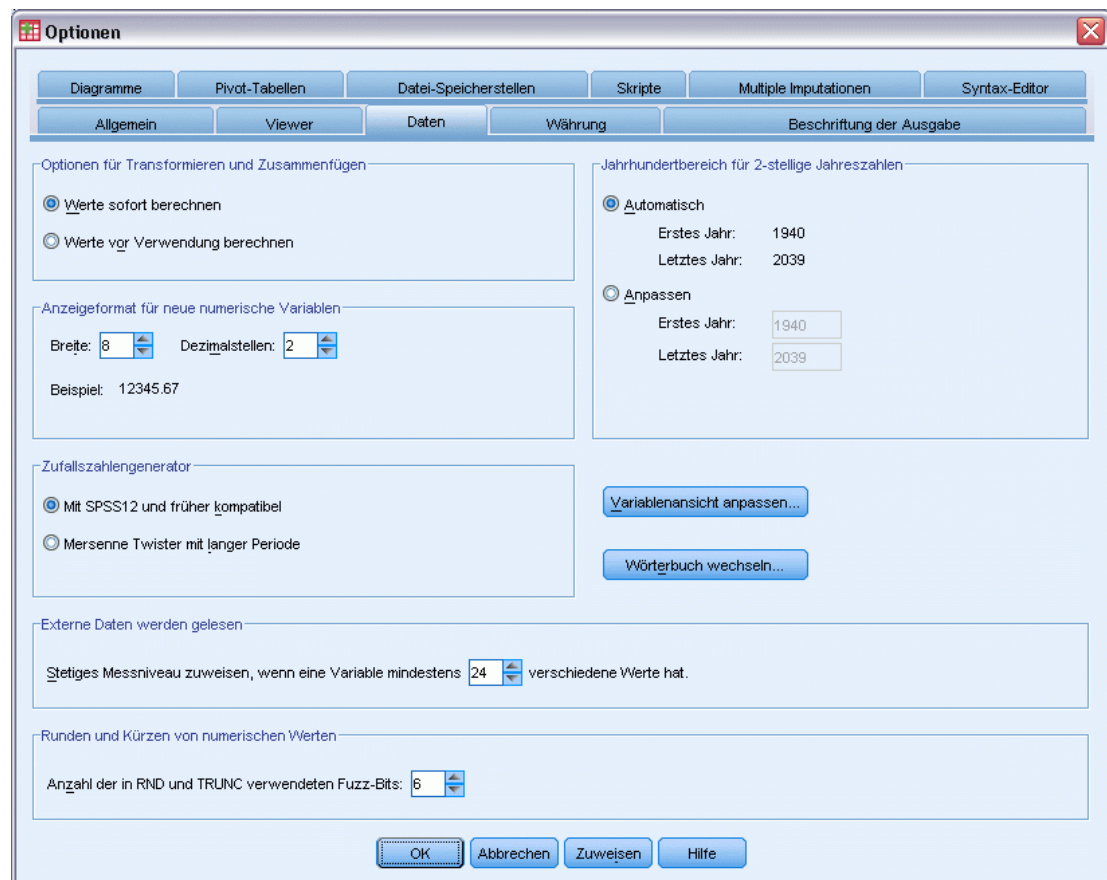 Optionen
Diagramme Pivot-Tabellen Datei-Speicherstellen Skripte Multiple Imputationen Syntax-Editor
Allgemein Viewer Daten Währung Beschriftung der Ausgabe
Optionen für Transformieren und Zusammenfügen
Werte sofort berechnen
Werte vor Verwendung berechnen
Jahrhundertbereich für 2-stellige Jahreszahlen
Automatisch
Erstes Jahr: 1940
Letztes Jahr: 2039
Anpassen
Erstes Jahr: 1940
Letztes Jahr: 2039
Anzeigeformat für neue numerische Variablen
Breite: 8 Dezimalstellen: 2
Beispiel: 12345.67
Zufallszahlengenerator
Mit SPSS12 und früher kompatibel
Mersenne Twister mit langer Periode
Variablenansicht anpassen...
Wörterbuch wechseln...
Externe Daten werden gelesen
Stetiges Messniveau zuweisen, wenn eine Variable mindestens 24 verschiedene Werte hat.
Runden und Kürzen von numerischen Werten
Anzahl der in RND und TRUNC verwendeten Fuzz-Bits: 6
OK Abbrechen Zuweisen Hilfe